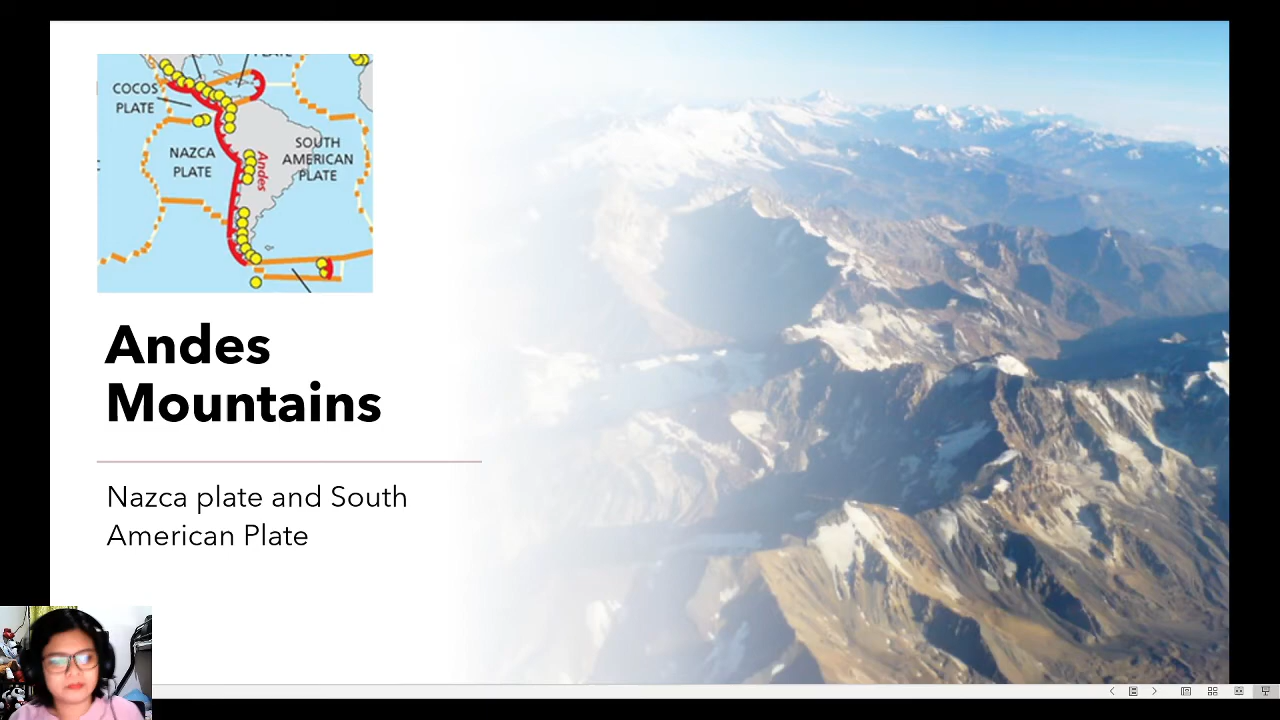 COCOS
PLATE
NAZCA
PLATE
Andes
SOUTH
AMERICAN
PLATE
Andes
Mountains
Nazca plate and South
American Plate